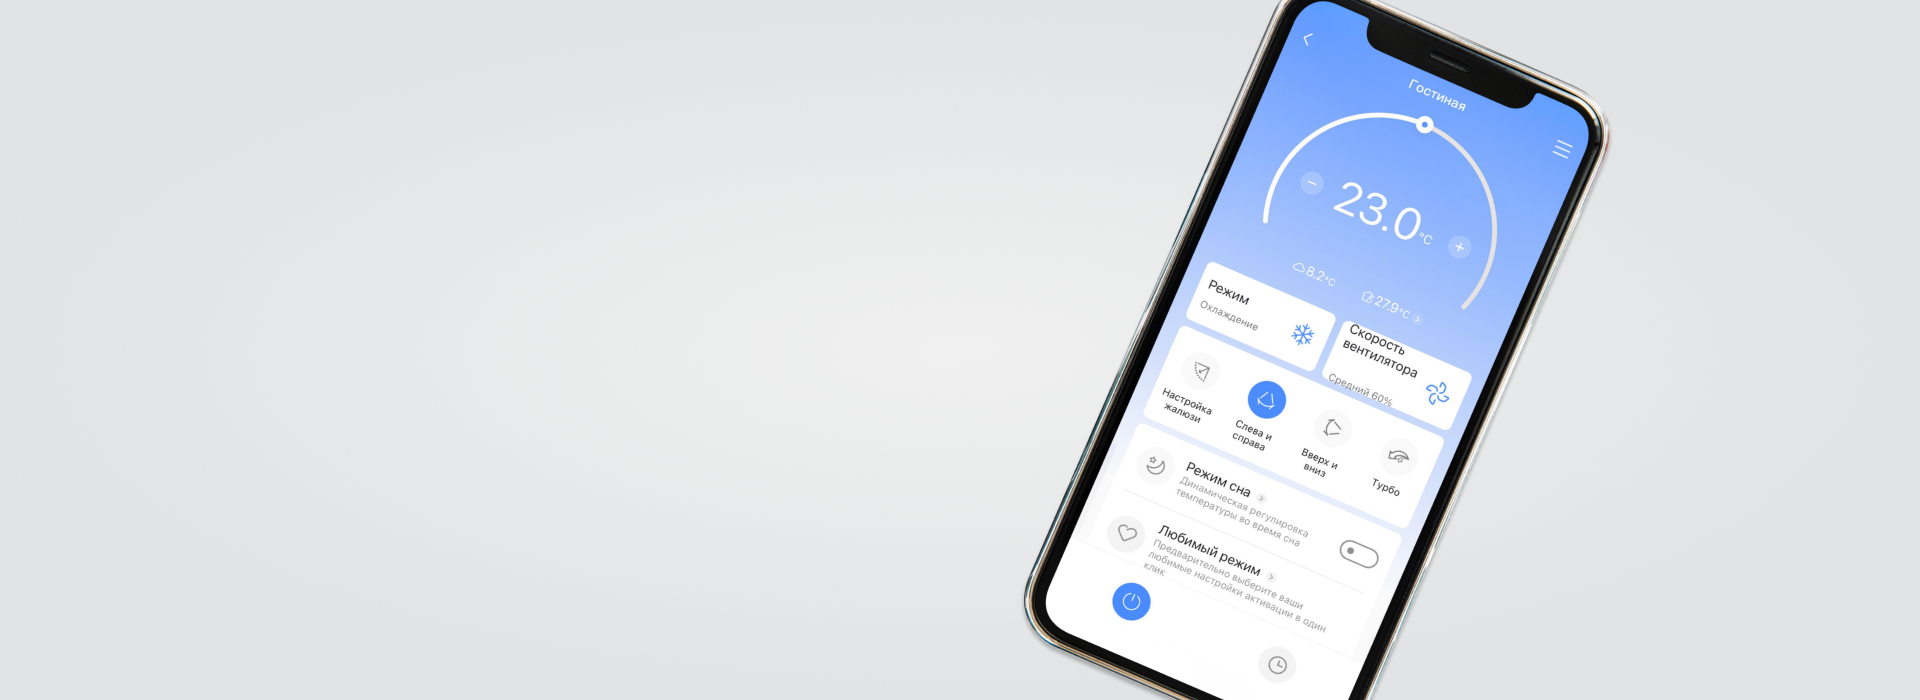 Гостиная
23.0°C
8.2°C
27.9°C
Режим
Охлаждение
Скорость
вентилятора
Средний 60%
Настройка
жалюзи
Слева и
справа
Вверх и
вниз
Турбо
Режим сна
Динамическая регулировка
температуры во время сна
Любимый режим
Предварительно выберите ваши
любимые настройки активации в один
клик